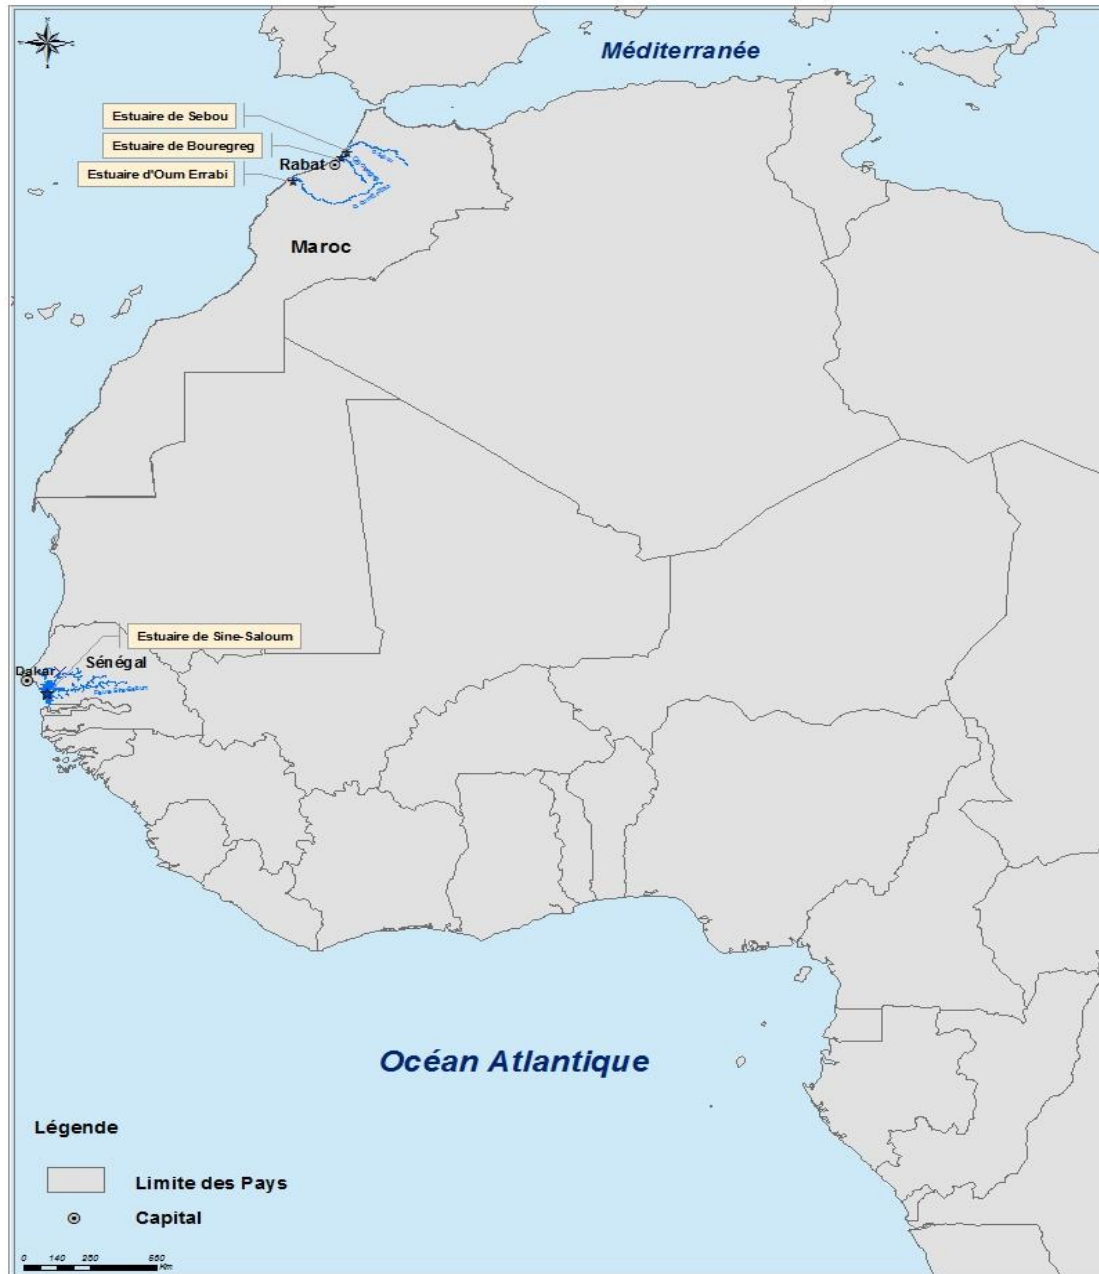 Méditerranée
Estuaire de Sebou
Estuaire de Bouregreg
Rabat
Estuaire d'Oum Errabi
Maroc
Estuaire de Sine-Saloum
Sénégal
Dakar
Océan Atlantique
Légende
Limite des Pays
Capital
0 140 280 560
Km